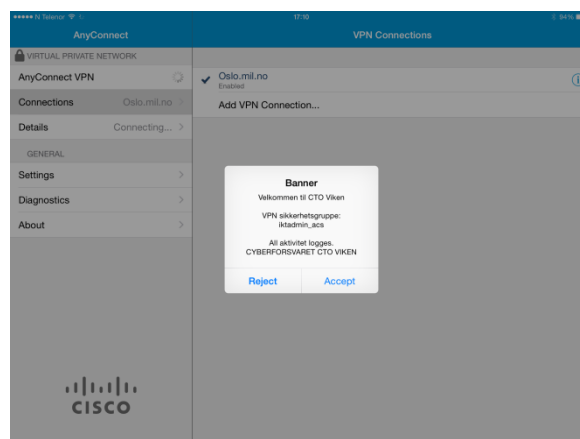 N Telenor
17:10
94 %
AnyConnect
VPN Connections
VIRTUAL PRIVATE NETWORK
AnyConnect VPN
Connections Oslo.mil.no
Details Connecting...
GENERAL
Settings
Diagnostics
About
Oslo.mil.no
Enabled
Add VPN Connection...
Banner
Velkommen til CTO Viken
VPN sikkerhetsgruppe:
iktadmin_acs
All aktivitet logges.
CYBERFORSVARET CTO VIKEN
Reject Accept
CISCO